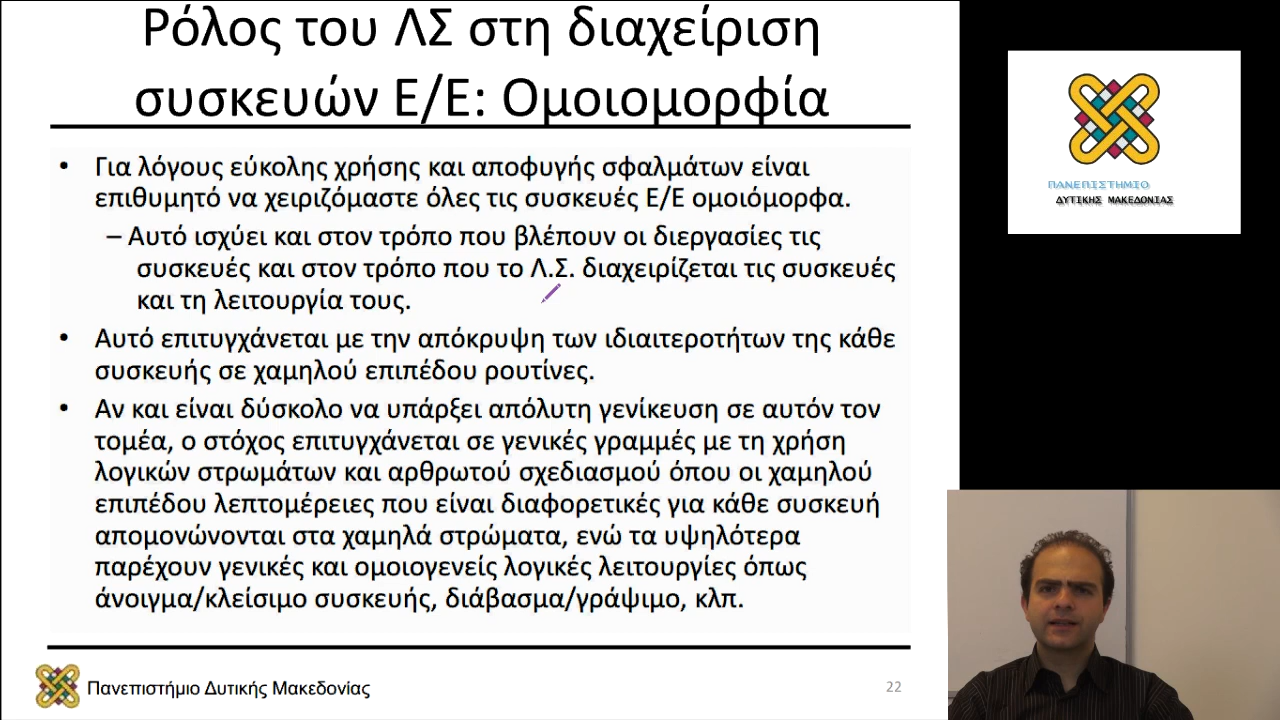 Ρόλος του ΛΣ στη διαχείριση
συσκευών Ε/Ε: Ομοιομορφία
• Για λόγους εύκολης χρήσης και αποφυγής σφαλμάτων είναι
επιθυμητό να χειριζόμαστε όλες τις συσκευές Ε/Ε ομοιόμορφα.
– Αυτό ισχύει και στον τρόπο που βλέπουν οι διεργασίες τις
συσκευές και στον τρόπο που το Λ.Σ. διαχειρίζεται τις συσκευές
και τη λειτουργία τους.
• Αυτό επιτυγχάνεται με την απόκρυψη των ιδιαιτεροτήτων της κάθε
συσκευής σε χαμηλού επιπέδου ρουτίνες.
• Αν και είναι δύσκολο να υπάρξει απόλυτη γενίκευση σε αυτόν τον
τομέα, ο στόχος επιτυγχάνεται σε γενικές γραμμές με τη χρήση
λογικών στρωμάτων και αρθρωτού σχεδιασμού όπου οι χαμηλού
επιπέδου λεπτομέρειες που είναι διαφορετικές για κάθε συσκευή
απομονώνονται στα χαμηλά στρώματα, ενώ τα υψηλότερα
παρέχουν γενικές και ομοιογενείς λογικές λειτουργίες όπως
άνοιγμα/κλείσιμο συσκευής, διάβασμα/γράψιμο, κλπ.
Πανεπιστήμιο Δυτικής Μακεδονίας
22
ΠΑΝΕΠΙΣΤΗΜΙΟ
ΔΥΤΙΚΗΣ ΜΑΚΕΔΟΝΙΑΣ